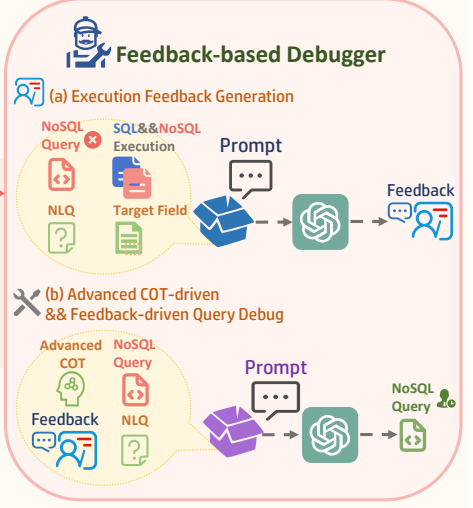 Feedback-based Debugger
(a) Execution Feedback Generation
NoSQL
Query
SQL&&NoSQL
Execution
NLQ
Target Field
Prompt
Feedback
(b) Advanced COT-driven
&& Feedback-driven Query Debug
Advanced
COT
NoSQL
Query
Feedback
NLQ
Prompt
NoSQL
Query